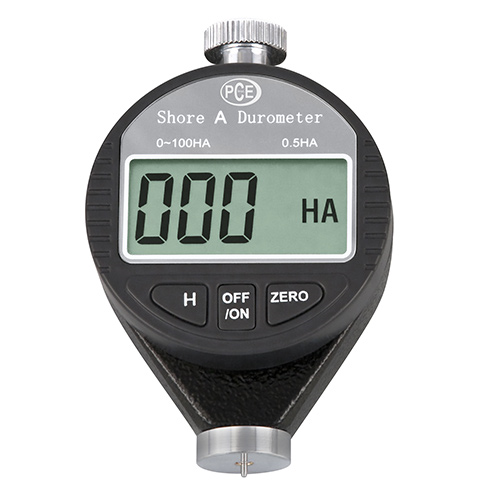 PCE
Shore A Durometer
0~100HA 0.5HA
000 HA
H OFF/ON ZERO